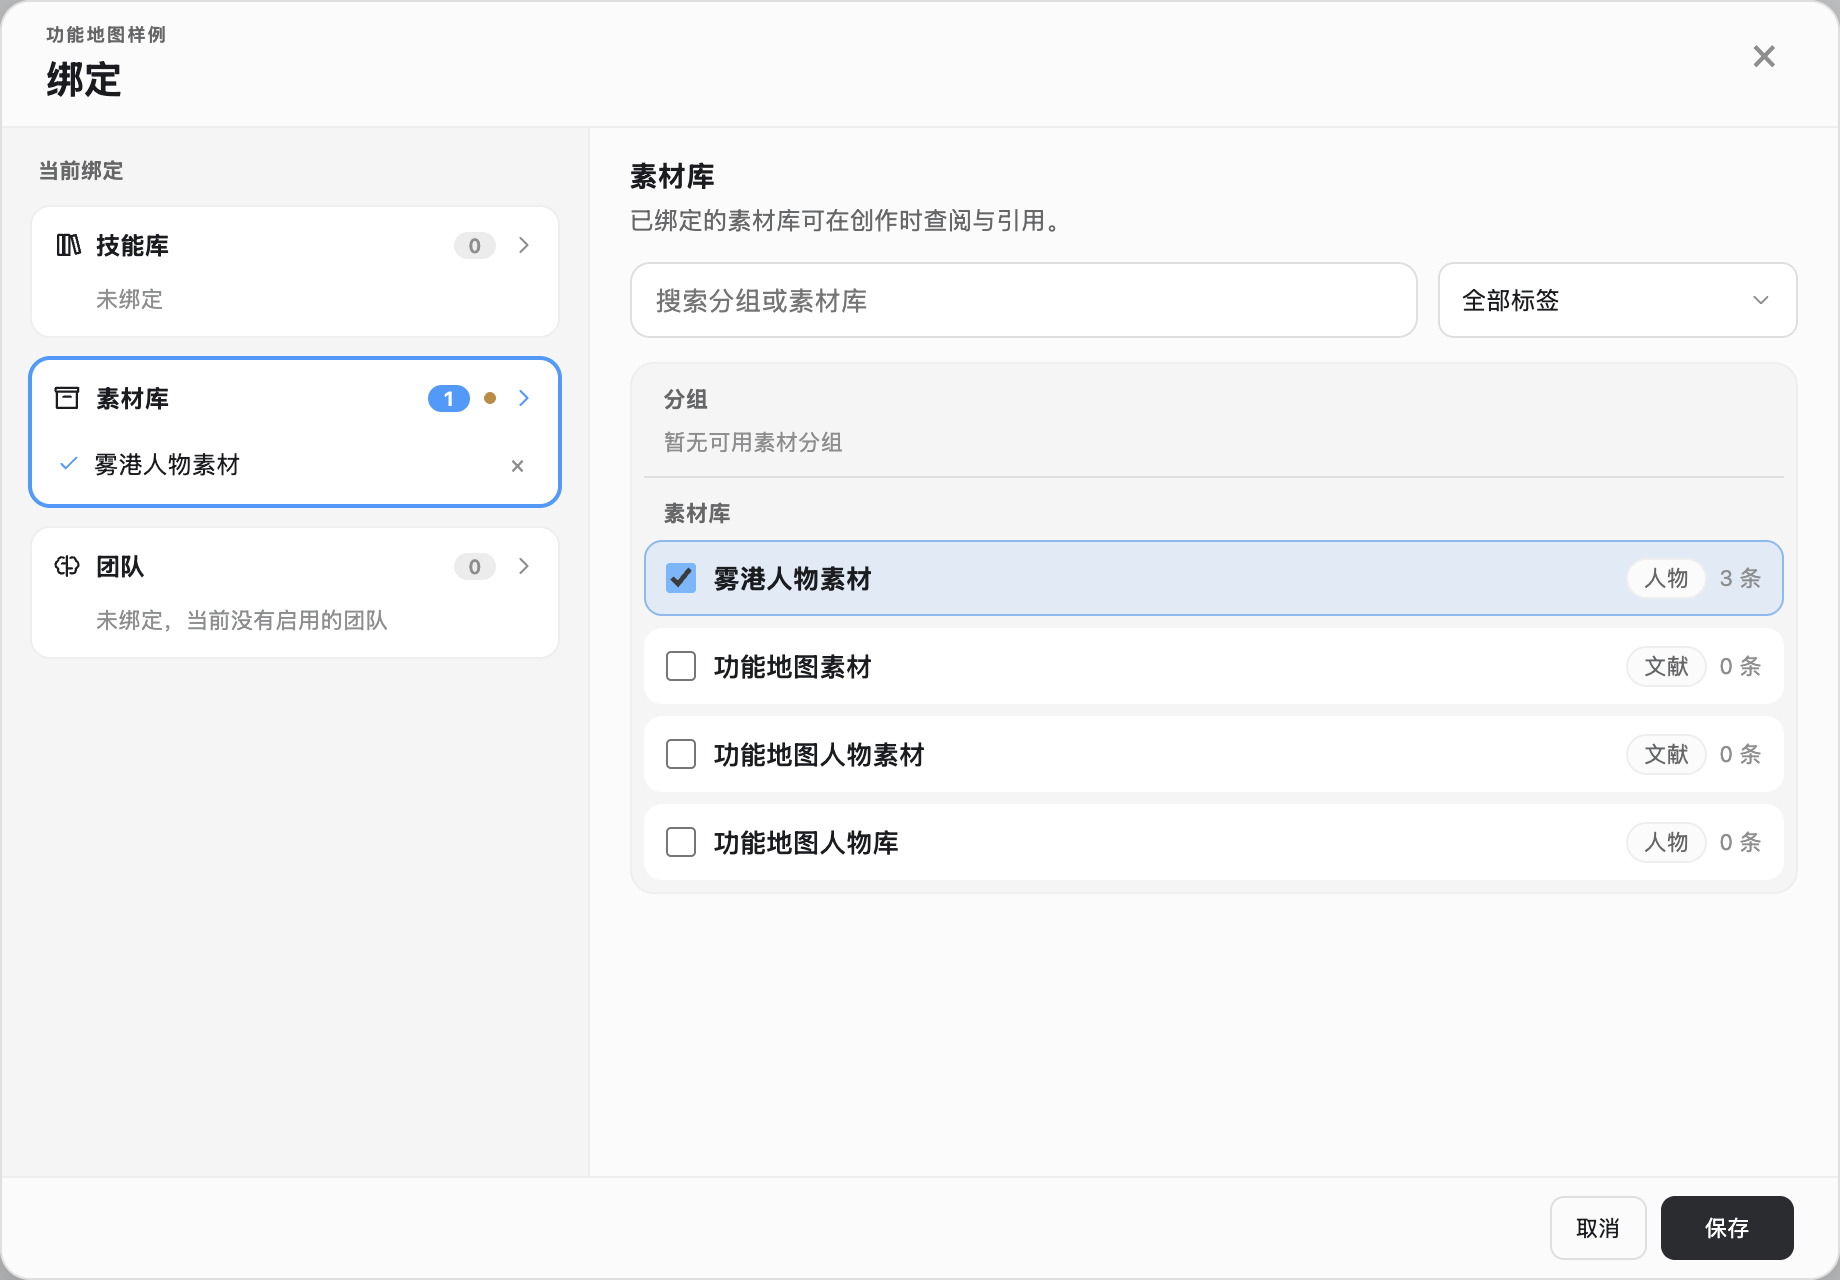 功能地图样例
绑定
当前绑定
技能库
0
未绑定
素材库
1
雾港人物素材
团队
0
未绑定，当前没有启用的团队
素材库
已绑定的素材库可在创作时查阅与引用。
搜索分组或素材库
全部标签
分组
暂无可用素材分组
素材库
雾港人物素材 人物 3 条
功能地图素材 文献 0 条
功能地图人物素材 文献 0 条
功能地图人物库 人物 0 条
取消
保存